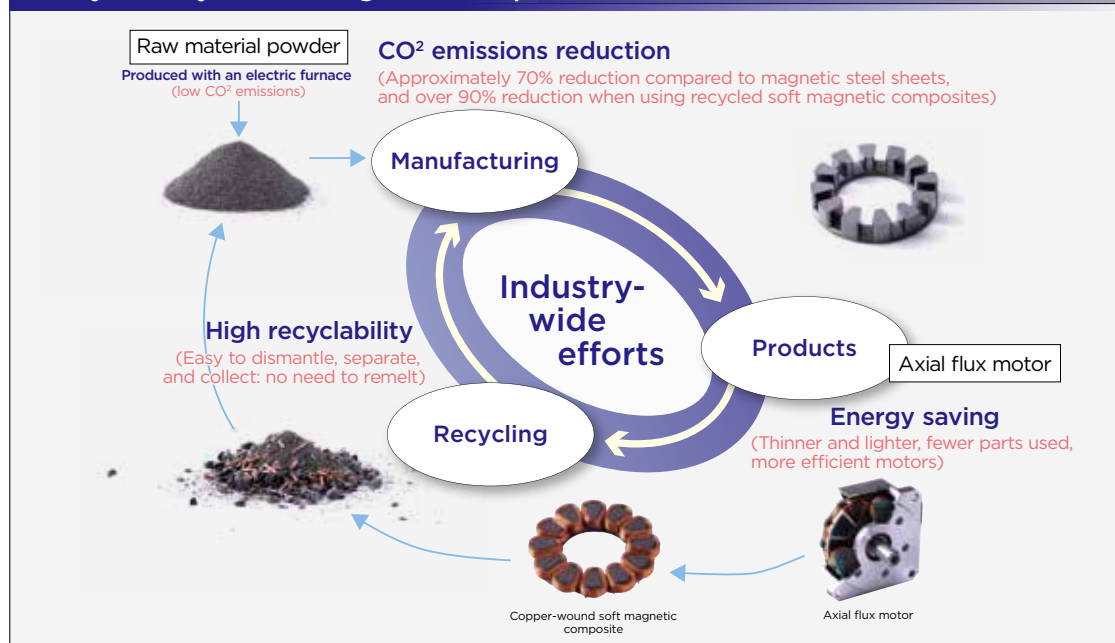 Raw material powder
Produced with an electric furnace
(low CO² emissions)
CO² emissions reduction
(Approximately 70% reduction compared to magnetic steel sheets,
and over 90% reduction when using recycled soft magnetic composites)
Manufacturing
Industry-
wide
efforts
High recyclability
(Easy to dismantle, separate,
and collect: no need to remelt)
Products
Axial flux motor
Recycling
Energy saving
(Thinner and lighter, fewer parts used,
more efficient motors)
Copper-wound soft magnetic
composite
Axial flux motor